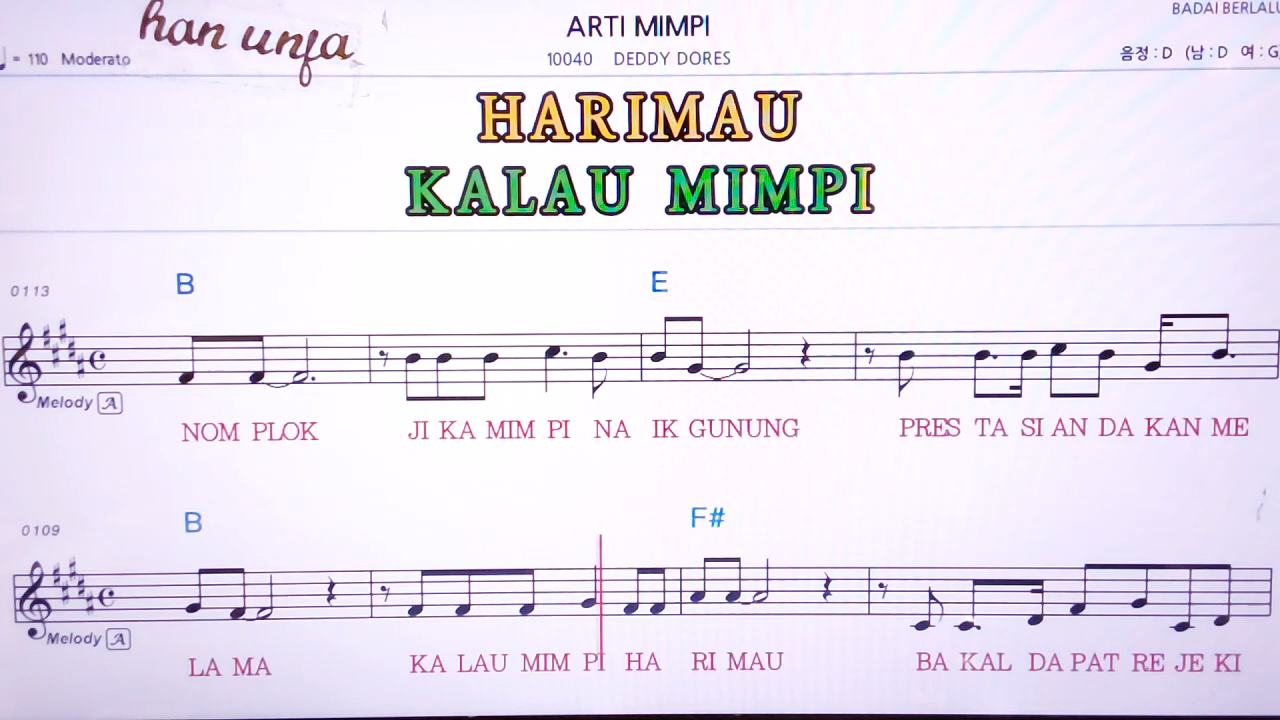 han unfa
ARTI MIMPI
BADAI BERLALU
= 110 Moderato
10040 DEDDY DORES
음정 : D (남 : D 여 : G
HARIMAU
KALAU MIMPI
B E
0113
Melody A
NOM PLOK JI KA MIM PI NA IK GUNUNG PRES TA SI AN DA KAN ME
B F#
0109
Melody A
LA MA KA LAU MIM PI HA RI MAU BA KAL DA PAT RE JE KI